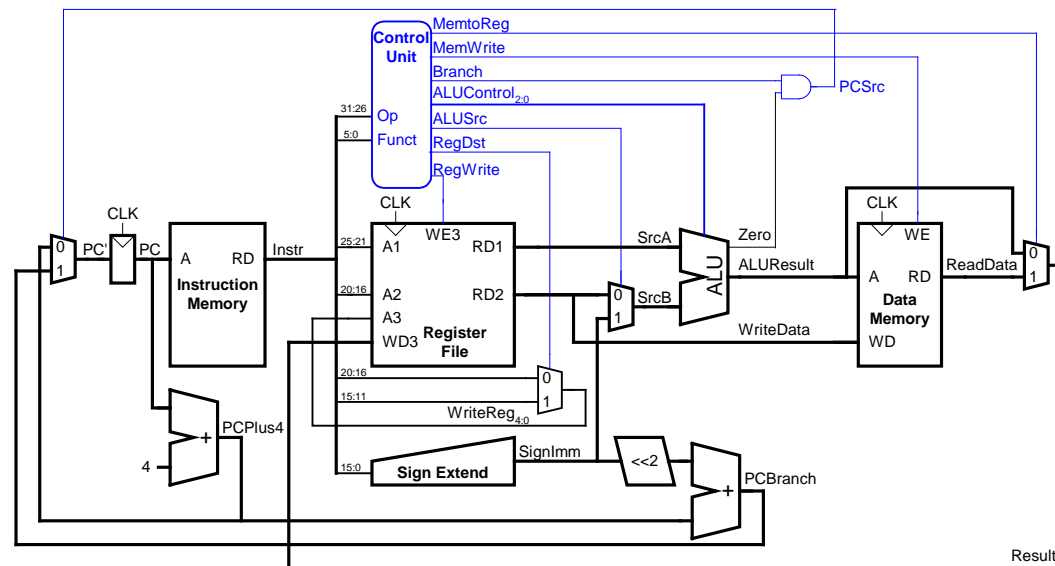 MemtoReg
Control Unit
MemWrite
Branch
PCSrc
ALUControl2:0
31:26
Op
ALUSrc
5:0
Funct
RegDst
RegWrite
CLK
CLK
CLK
0
1
PC'
PC
A
RD
Instruction Memory
Instr
25:21
A1
WE3
RD1
SrcA
Zero
ALU
ALUResult
WE
A
RD
ReadData
0
1
20:16
A2
RD2
0
1
SrcB
A3
Data Memory
WD3
Register File
WriteData
WD
20:16
0
15:11
1
WriteReg4:0
PCPlus4
+
4
SignImm
15:0
Sign Extend
<<2
+
PCBranch
Result